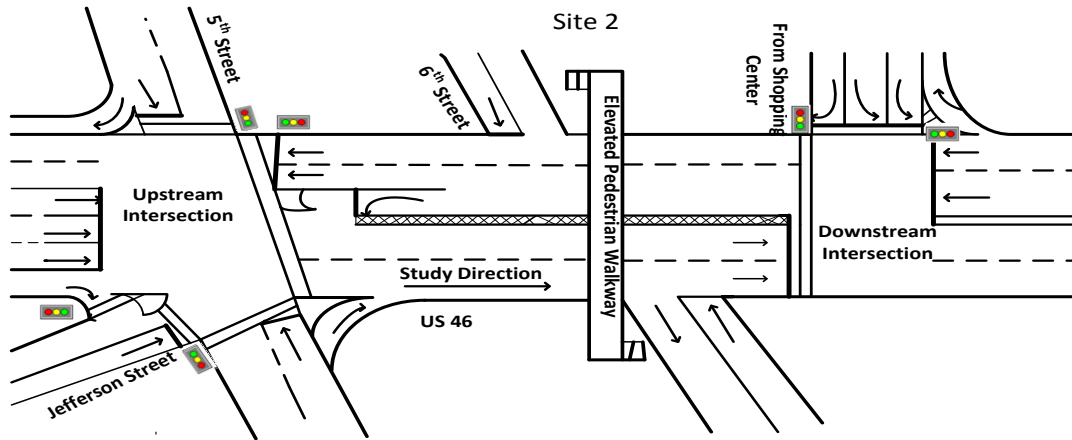 Site 2
5th Street
6th Street
From Shopping
Center
Elevated Pedestrian Walkway
Upstream
Intersection
Downstream
Intersection
Study Direction
US 46
Jefferson Street